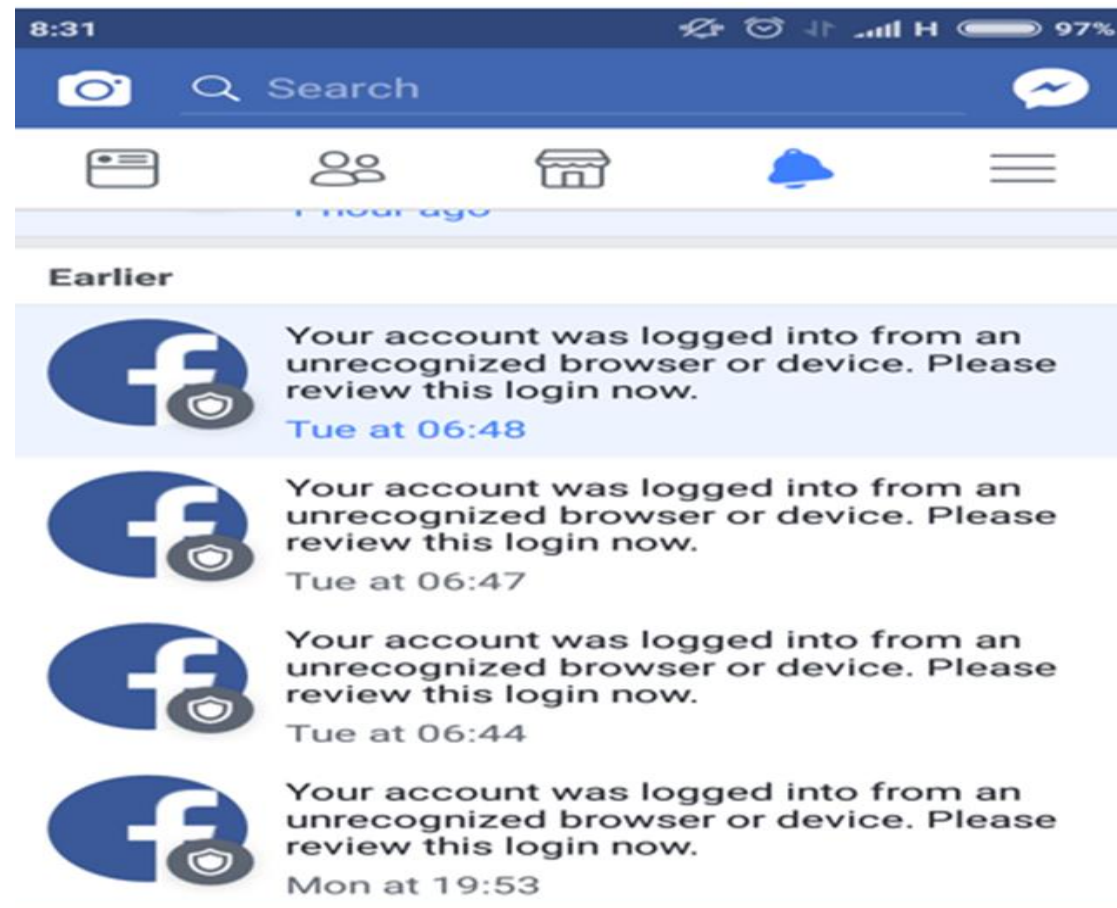 8:31 H 97%
Search
1 hour ago
Earlier
Your account was logged into from an
unrecognized browser or device. Please
review this login now.
Tue at 06:48
Your account was logged into from an
unrecognized browser or device. Please
review this login now.
Tue at 06:47
Your account was logged into from an
unrecognized browser or device. Please
review this login now.
Tue at 06:44
Your account was logged into from an
unrecognized browser or device. Please
review this login now.
Mon at 19:53